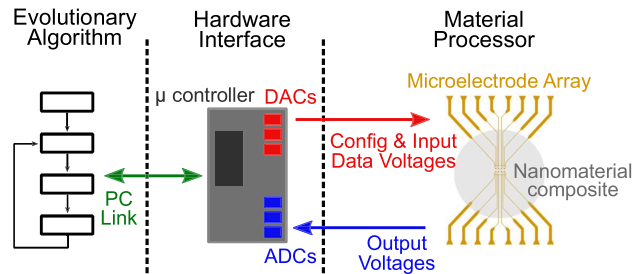 Evolutionary
Algorithm
Hardware
Interface
Material
Processor
μ controller
DACs
Microelectrode Array
Config & Input
Data Voltages
Nanomaterial
composite
PC
Link
ADCs
Output
Voltages